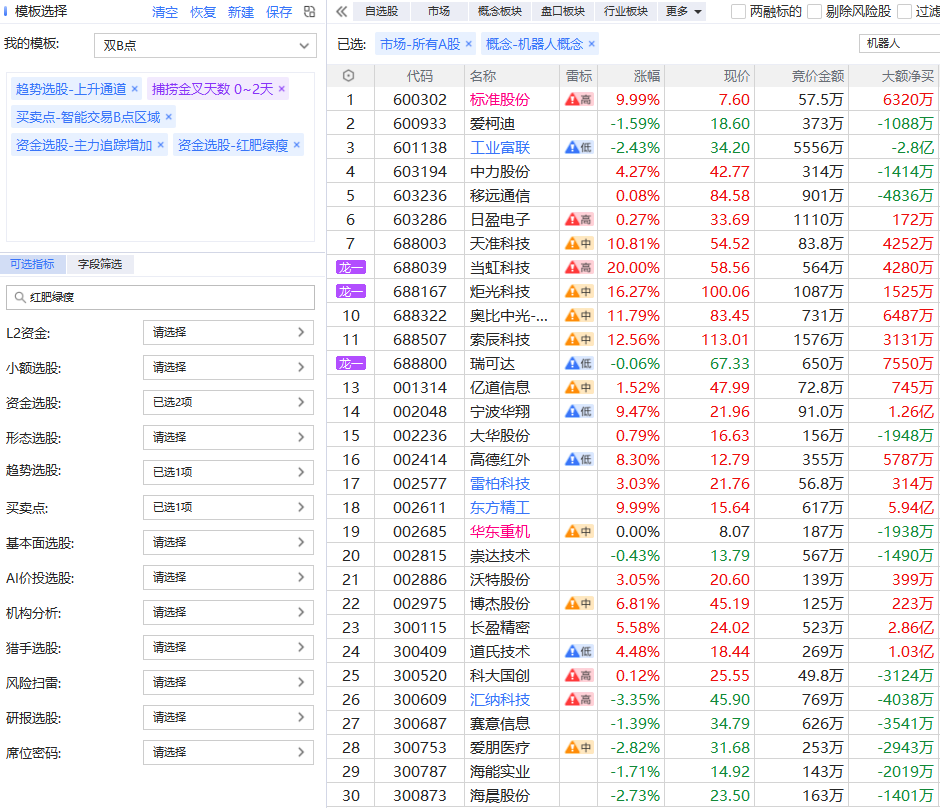 模板选择 清空 恢复 新建 保存
我的模板: 双B点
趋势选股-上升通道 × 捕捞金叉天数 0~2天 ×
买卖点-智能交易B点区域 ×
资金选股-主力追踪增加 × 资金选股-红肥绿瘦 ×
可选指标 字段筛选
红肥绿瘦
L2资金: 请选择
小额选股: 请选择
资金选股: 已选2项
形态选股: 请选择
趋势选股: 已选1项
买卖点: 已选1项
基本面选股: 请选择
AI价投选股: 请选择
机构分析: 请选择
猎手选股: 请选择
风险扫雷: 请选择
研报选股: 请选择
席位密码: 请选择
自选股 市场 概念板块 盘口板块 行业板块 更多 两融标的 剔除风险股 过滤
已选: 市场-所有A股 × 概念-机器人概念 × 机器人
代码 名称 雷标 涨幅 现价 竞价金额 大额净买
1 600302 标准股份 高 9.99% 7.60 57.5万 6320万
2 600933 爱柯迪 -1.59% 18.60 373万 -1088万
3 601138 工业富联 低 -2.43% 34.20 5556万 -2.8亿
4 603194 中力股份 4.27% 42.77 314万 -1414万
5 603236 移远通信 0.08% 84.58 901万 -4836万
6 603286 日盈电子 高 0.27% 33.69 1110万 172万
7 688003 天准科技 中 10.81% 54.52 83.8万 4252万
龙一 688039 当虹科技 高 20.00% 58.56 564万 4280万
龙一 688167 炬光科技 中 16.27% 100.06 1087万 1525万
10 688322 奥比中光-... 中 11.79% 83.45 731万 6487万
11 688507 索辰科技 中 12.56% 113.01 1576万 3131万
龙一 688800 瑞可达 低 -0.06% 67.33 650万 7550万
13 001314 亿道信息 中 1.52% 47.99 72.8万 745万
14 002048 宁波华翔 低 9.47% 21.96 91.0万 1.26亿
15 002236 大华股份 0.79% 16.63 156万 -1948万
16 002414 高德红外 低 8.30% 12.79 355万 5787万
17 002577 雷柏科技 3.03% 21.76 56.8万 314万
18 002611 东方精工 9.99% 15.64 617万 5.94亿
19 002685 华东重机 中 0.00% 8.07 187万 -1938万
20 002815 崇达技术 -0.43% 13.79 567万 -1490万
21 002886 沃特股份 3.05% 20.60 139万 399万
22 002975 博杰股份 中 6.81% 45.19 125万 223万
23 300115 长盈精密 5.58% 24.02 523万 2.86亿
24 300409 道氏技术 低 4.48% 18.44 269万 1.03亿
25 300520 科大国创 高 0.12% 25.55 49.8万 -3124万
26 300609 汇纳科技 高 -3.35% 45.90 769万 -4038万
27 300687 赛意信息 -1.39% 34.79 626万 -3541万
28 300753 爱朋医疗 中 -2.82% 31.68 253万 -2943万
29 300787 海能实业 -1.71% 14.92 143万 -2019万
30 300873 海晨股份 -2.73% 23.50 163万 -1401万